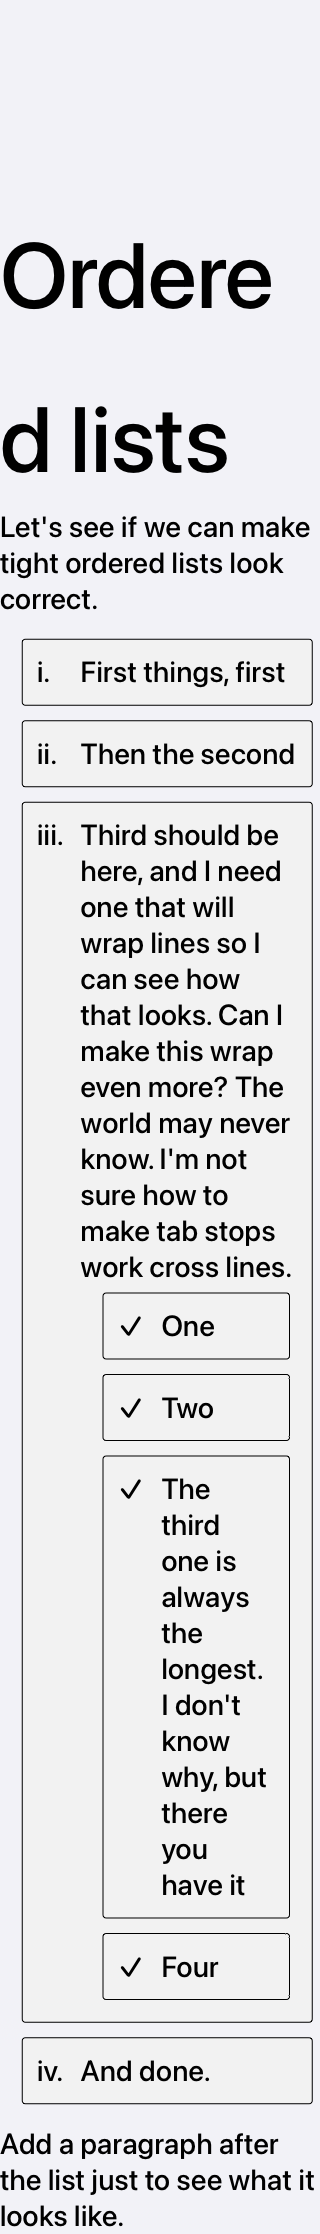 Ordere
d lists
Let's see if we can make
tight ordered lists look
correct.
i. First things, first
ii. Then the second
iii. Third should be
here, and I need
one that will
wrap lines so I
can see how
that looks. Can I
make this wrap
even more? The
world may never
know. I'm not
sure how to
make tab stops
work cross lines.
✓ One
✓ Two
✓ The
third
one is
always
the
longest.
I don't
know
why, but
there
you
have it
✓ Four
iv. And done.
Add a paragraph after
the list just to see what it
looks like.